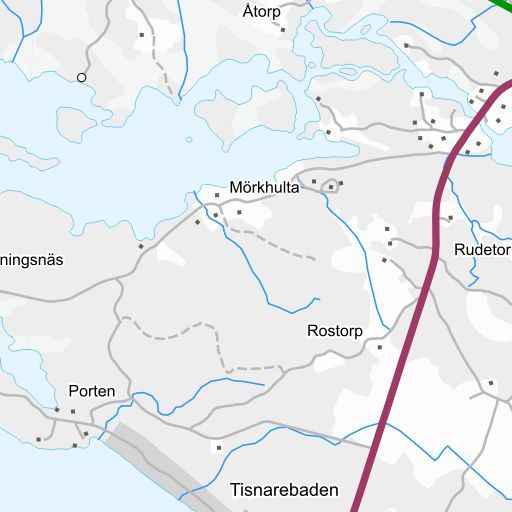 Åtorp
Mörkhulta
Rudetor
ningsnäs
Rostorp
Porten
Tisnarebaden